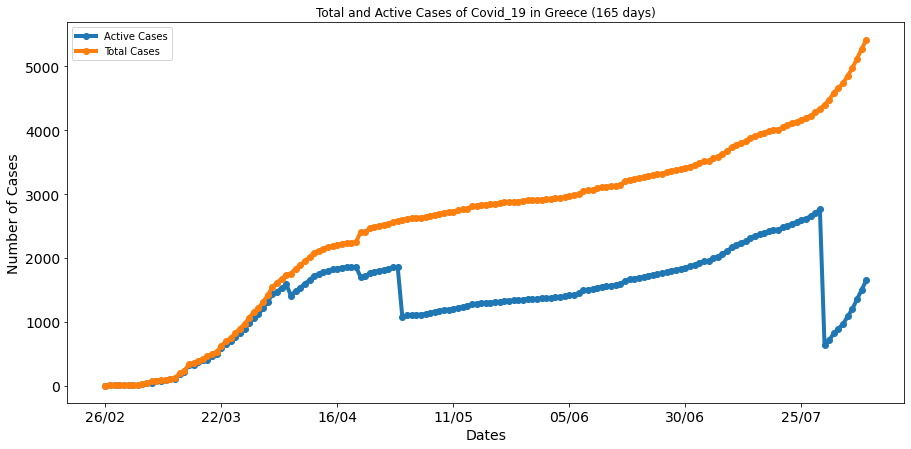 Total and Active Cases of Covid_19 in Greece (165 days)
Active Cases
Total Cases
Number of Cases
5000
4000
3000
2000
1000
0
26/02 22/03 16/04 11/05 05/06 30/06 25/07
Dates